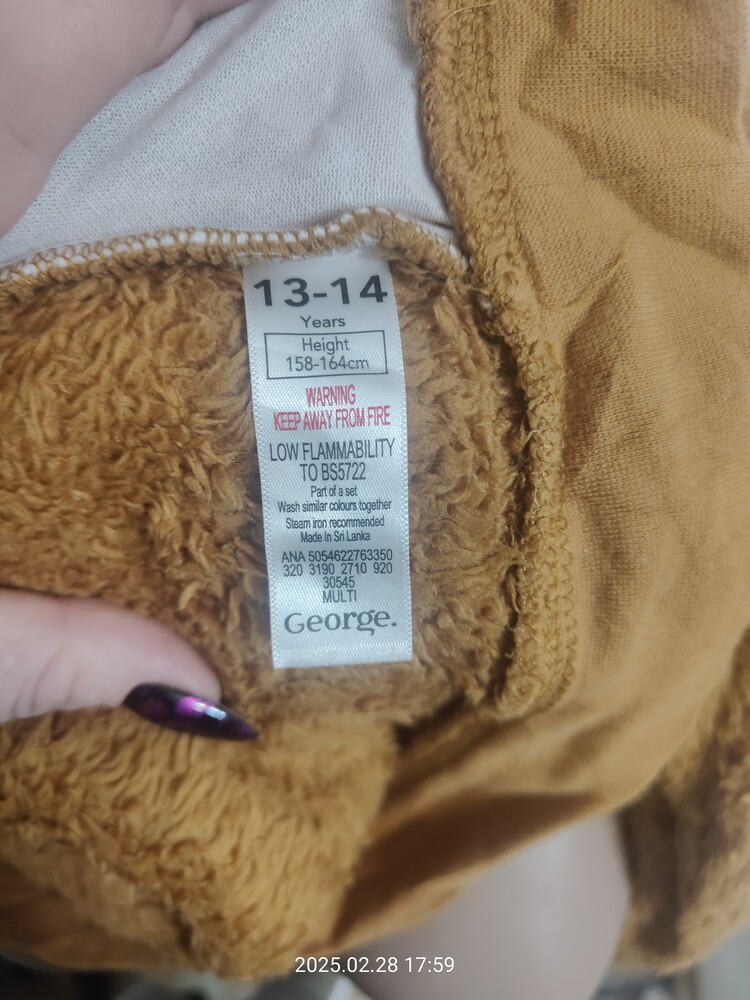 13-14
Years
Height
158-164cm
WARNING
KEEP AWAY FROM FIRE
LOW FLAMMABILITY
TO BS5722
Part of a set
Wash similar colours together
Steam iron recommended
Made In Sri Lanka
ANA 5054622763350
320 3190 2710 920
30545
MULTI
George.
2025.02.28 17:59